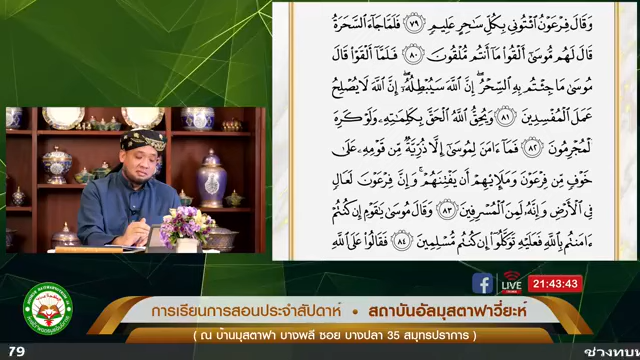 وَقَالَ فِرْعَوْنُ ٱئْتُونِى بِكُلِّ سَٰحِرٍ عَلِيمٍ ٧٩ فَلَمَّا جَآءَ ٱلسَّحَرَةُ
قَالَ لَهُم مُّوسَىٰٓ أَلْقُوا۟ مَآ أَنتُم مُّلْقُونَ ٨٠ فَلَمَّآ أَلْقَوْا۟ قَالَ
مُوسَىٰ مَا جِئْتُم بِهِ ٱلسِّحْرُ ۖ إِنَّ ٱللَّهَ سَيُبْطِلُهُۥٓ ۖ إِنَّ ٱللَّهَ لَا يُصْلِحُ
عَمَلَ ٱلْمُفْسِدِينَ ٨١ وَيُحِقُّ ٱللَّهُ ٱلْحَقَّ بِكَلِمَٰتِهِۦ وَلَوْ كَرِهَ
ٱلْمُجْرِمُونَ ٨٢ فَمَآ ءَامَنَ لِمُوسَىٰٓ إِلَّا ذُرِّيَّةٌ مِّن قَوْمِهِۦ عَلَىٰ
خَوْفٍ مِّن فِرْعَوْنَ وَمَلَإِي۟هِمْ أَن يَفْتِنَهُمْ ۚ وَإِنَّ فِرْعَوْنَ لَعَالٍ
فِى ٱلْأَرْضِ وَإِنَّهُۥ لَمِنَ ٱلْمُسْرِفِينَ ٨٣ وَقَالَ مُوسَىٰ يَٰقَوْمِ إِن كُنتُمْ
ءَامَنتُم بِٱللَّهِ فَعَلَيْهِ تَوَكَّلُوٓا۟ إِن كُنتُم مُّسْلِمِينَ ٨٤ فَقَالُوا۟ عَلَى ٱللَّهِ
LIVE 21:43:43
การเรียนการสอนประจำสัปดาห์ • สถาบันอัลมุสตาฟาวียะห์
( ณ บ้านมุสตาฟา บางพลี ซอย บางปลา 35 สมุทรปราการ )
79